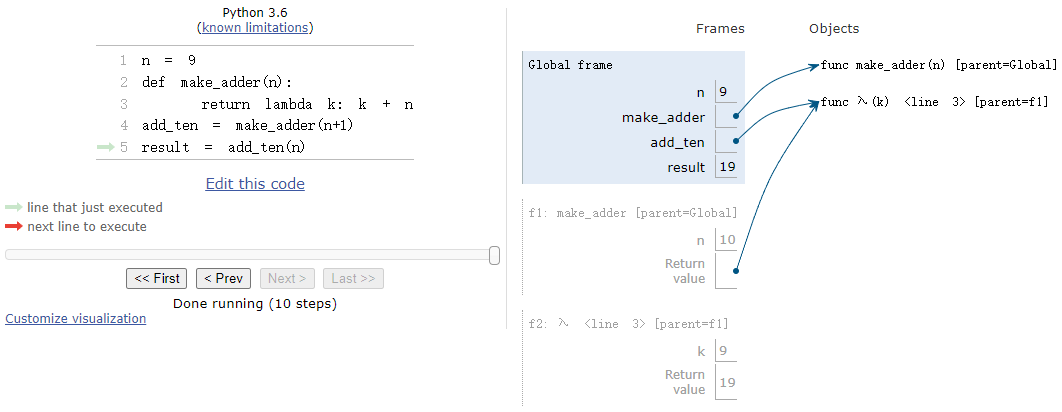 Python 3.6
(known limitations)
1 n = 9
2 def make_adder(n):
3 return lambda k: k + n
4 add_ten = make_adder(n+1)
5 result = add_ten(n)
Edit this code
line that just executed
next line to execute
<< First < Prev Next > Last >>
Done running (10 steps)
Customize visualization
Frames Objects
Global frame
n 9
make_adder
add_ten
result 19
func make_adder(n) [parent=Global]
func λ(k) <line 3> [parent=f1]
f1: make_adder [parent=Global]
n 10
Return
value
f2: λ <line 3> [parent=f1]
k 9
Return
value 19